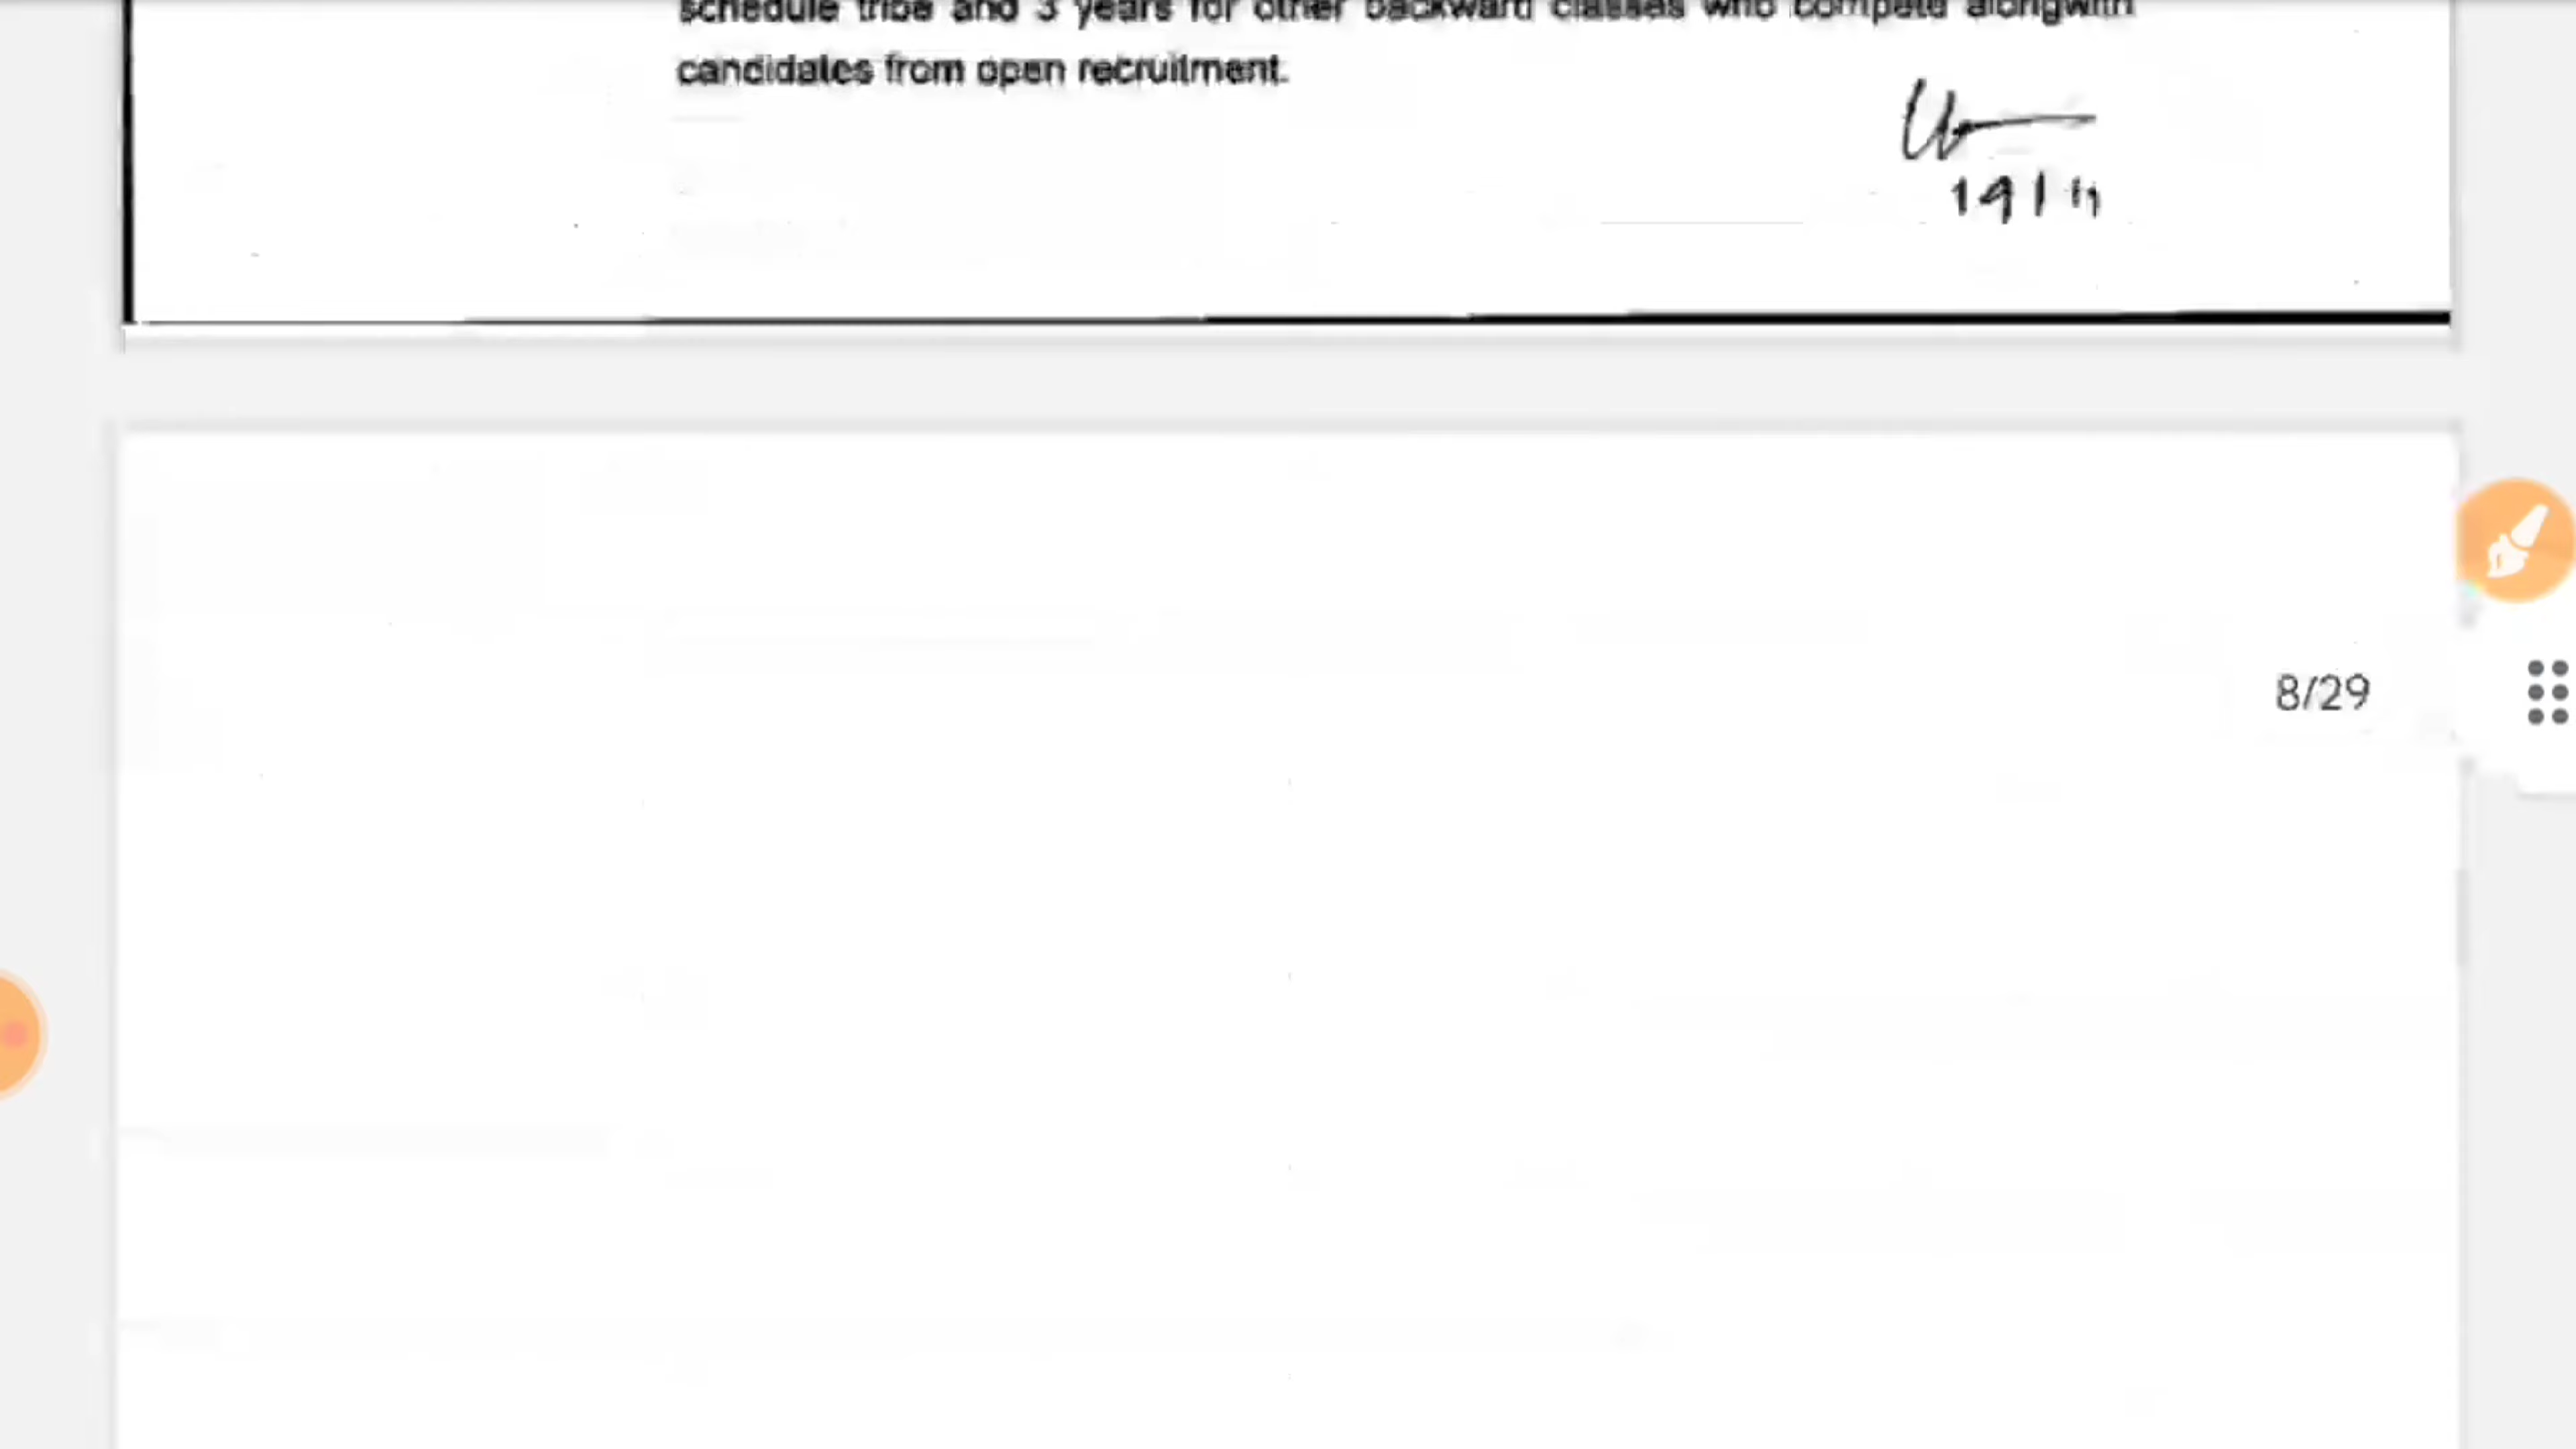 schedule tribe and 3 years for other backward classes who compete alongwith
candidates from open recruitment.
19/11
8/29